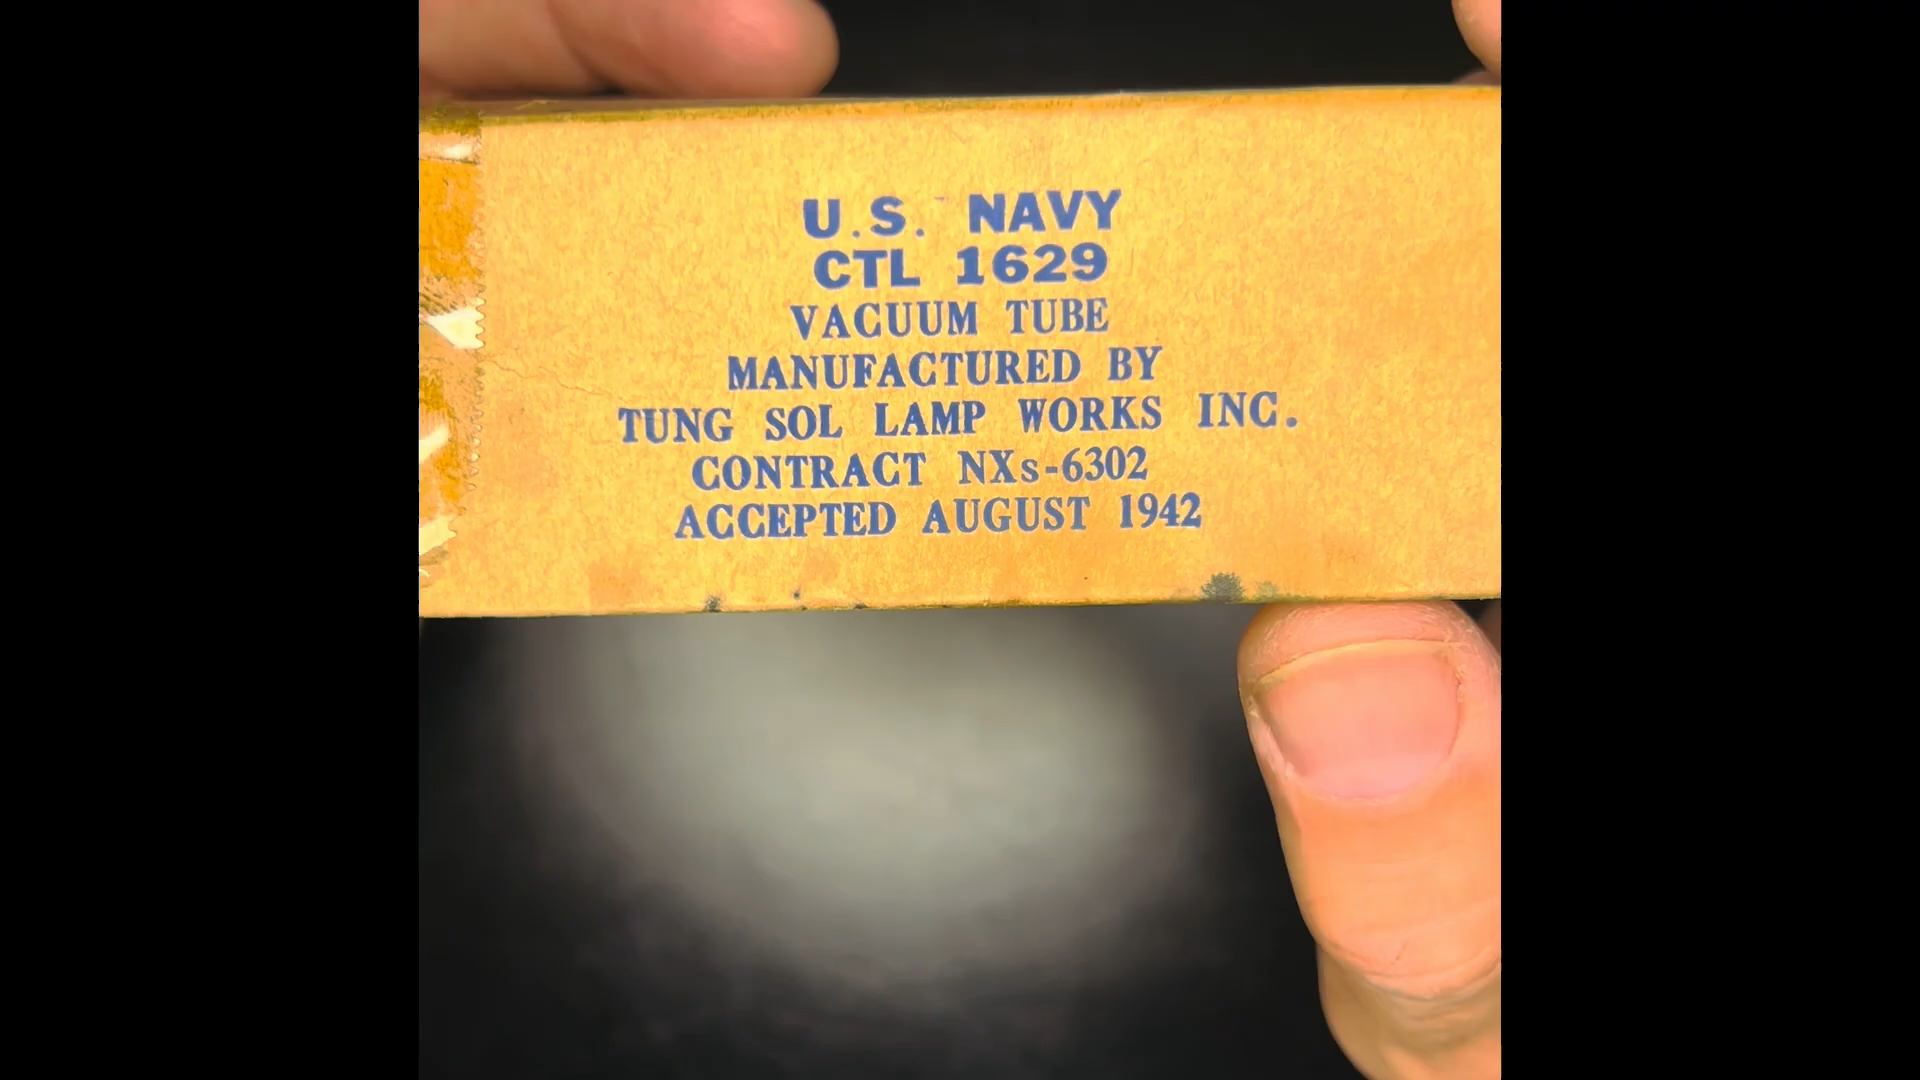 U.S. NAVY
CTL 1629
VACUUM TUBE
MANUFACTURED BY
TUNG SOL LAMP WORKS INC.
CONTRACT NXs-6302
ACCEPTED AUGUST 1942